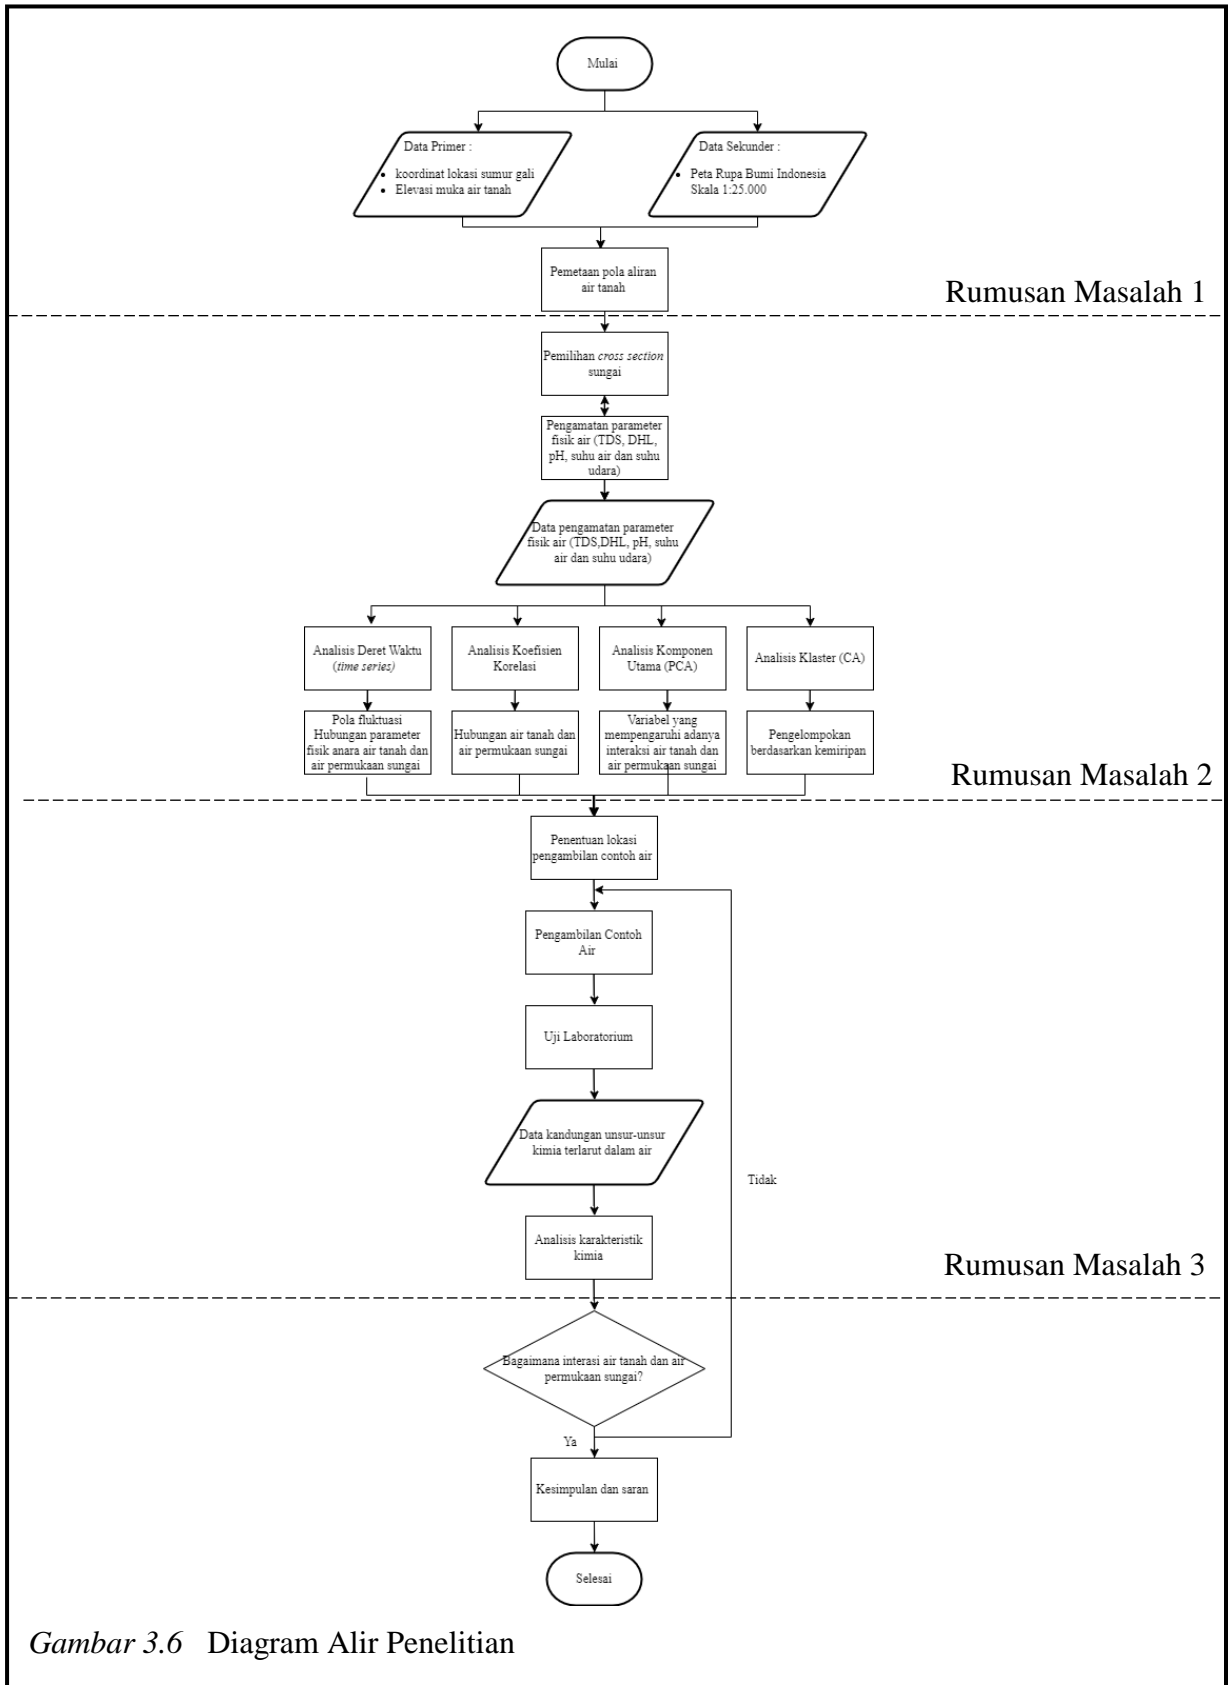 Mulai
Data Primer :
• koordinat lokasi sumur gali
• Elevasi muka air tanah
Data Sekunder :
• Peta Rupa Bumi Indonesia
Skala 1:25.000
Pemetaan pola aliran
air tanah
Rumusan Masalah 1
Pemilihan cross section
sungai
Pengamatan parameter
fisik air (TDS, DHL,
pH, suhu air dan suhu
udara)
Data pengamatan parameter
fisik air (TDS,DHL, pH, suhu
air dan suhu udara)
Analisis Deret Waktu
(time series)
Analisis Koefisien
Korelasi
Analisis Komponen
Utama (PCA)
Analisis Klaster (CA)
Pola fluktuasi
Hubungan parameter
fisik anara air tanah dan
air permukaan sungai
Hubungan air tanah dan
air permukaan sungai
Variabel yang
mempengaruhi adanya
interaksi air tanah dan
air permukaan sungai
Pengelompokan
berdasarkan kemiripan
Rumusan Masalah 2
Penentuan lokasi
pengambilan contoh air
Pengambilan Contoh
Air
Uji Laboratorium
Data kandungan unsur-unsur
kimia terlarut dalam air
Tidak
Analisis karakteristik
kimia
Rumusan Masalah 3
Bagaimana interasi air tanah dan air
permukaan sungai?
Ya
Kesimpulan dan saran
Selesai
Gambar 3.6 Diagram Alir Penelitian